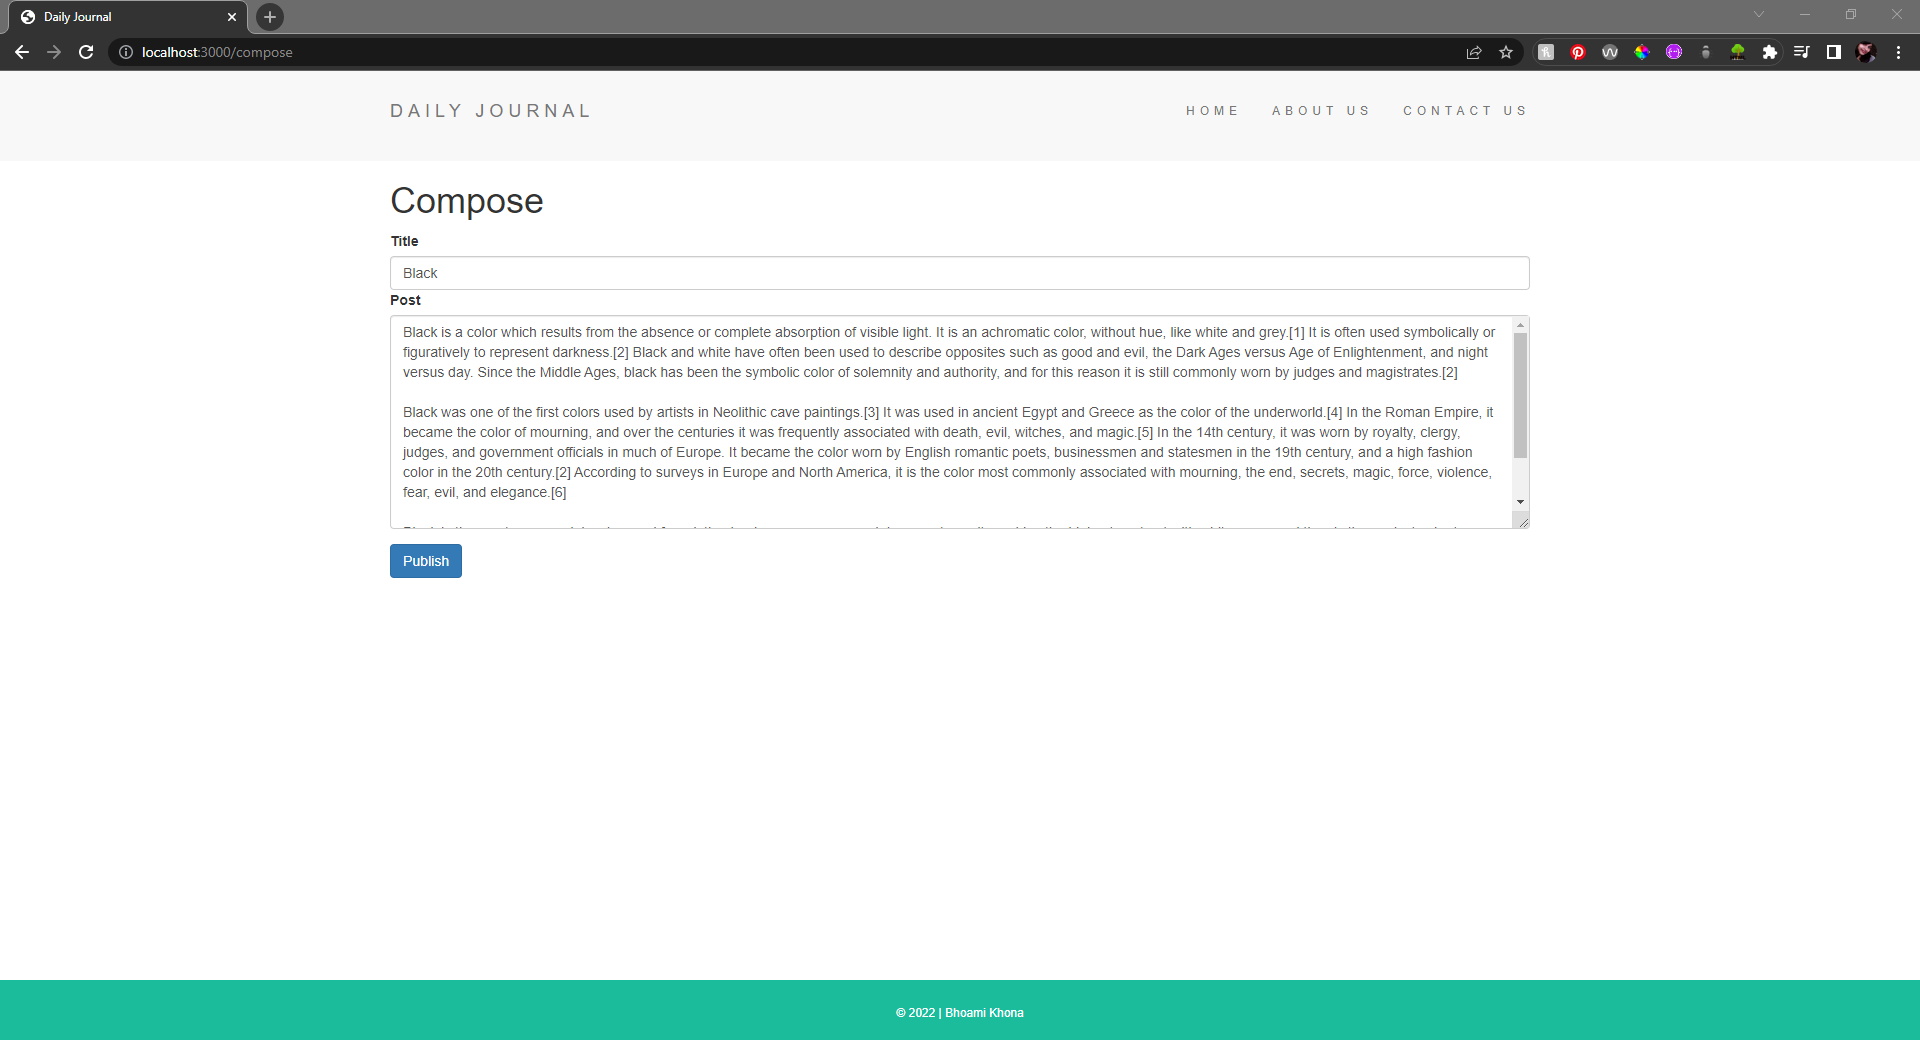 Daily Journal
localhost:3000/compose
DAILY JOURNAL
HOME ABOUT US CONTACT US
Compose
Title
Black
Post
Black is a color which results from the absence or complete absorption of visible light. It is an achromatic color, without hue, like white and grey.[1] It is often used symbolically or
figuratively to represent darkness.[2] Black and white have often been used to describe opposites such as good and evil, the Dark Ages versus Age of Enlightenment, and night
versus day. Since the Middle Ages, black has been the symbolic color of solemnity and authority, and for this reason it is still commonly worn by judges and magistrates.[2]
Black was one of the first colors used by artists in Neolithic cave paintings.[3] It was used in ancient Egypt and Greece as the color of the underworld.[4] In the Roman Empire, it
became the color of mourning, and over the centuries it was frequently associated with death, evil, witches, and magic.[5] In the 14th century, it was worn by royalty, clergy,
judges, and government officials in much of Europe. It became the color worn by English romantic poets, businessmen and statesmen in the 19th century, and a high fashion
color in the 20th century.[2] According to surveys in Europe and North America, it is the color most commonly associated with mourning, the end, secrets, magic, force, violence,
fear, evil, and elegance.[6]
Publish
© 2022 | Bhoami Khona